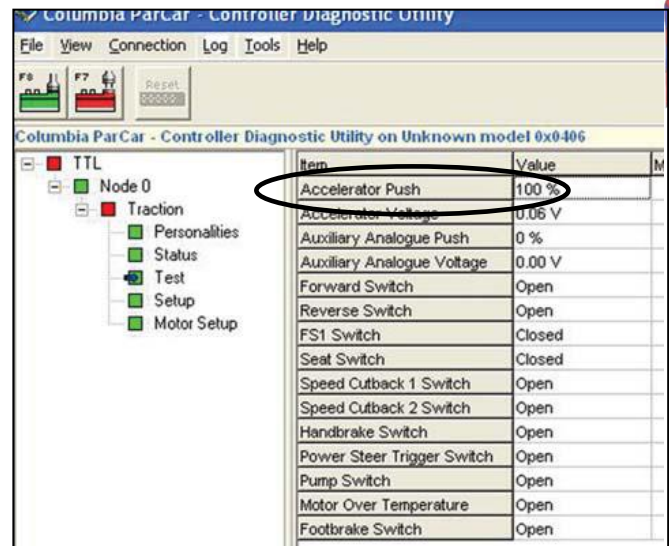 Columbia ParCar - Controller Diagnostic Utility
File View Connection Log Tools Help
F8 F7 Reset
Columbia ParCar - Controller Diagnostic Utility on Unknown model 0x0406
TTL
Node 0
Traction
Personalities
Status
Test
Setup
Motor Setup
Item Value M
Accelerator Push 100 %
Accelerator Voltage 0.06 V
Auxiliary Analogue Push 0 %
Auxiliary Analogue Voltage 0.00 V
Forward Switch Open
Reverse Switch Open
FS1 Switch Closed
Seat Switch Closed
Speed Cutback 1 Switch Open
Speed Cutback 2 Switch Open
Handbrake Switch Open
Power Steer Trigger Switch Open
Pump Switch Open
Motor Over Temperature Open
Footbrake Switch Open